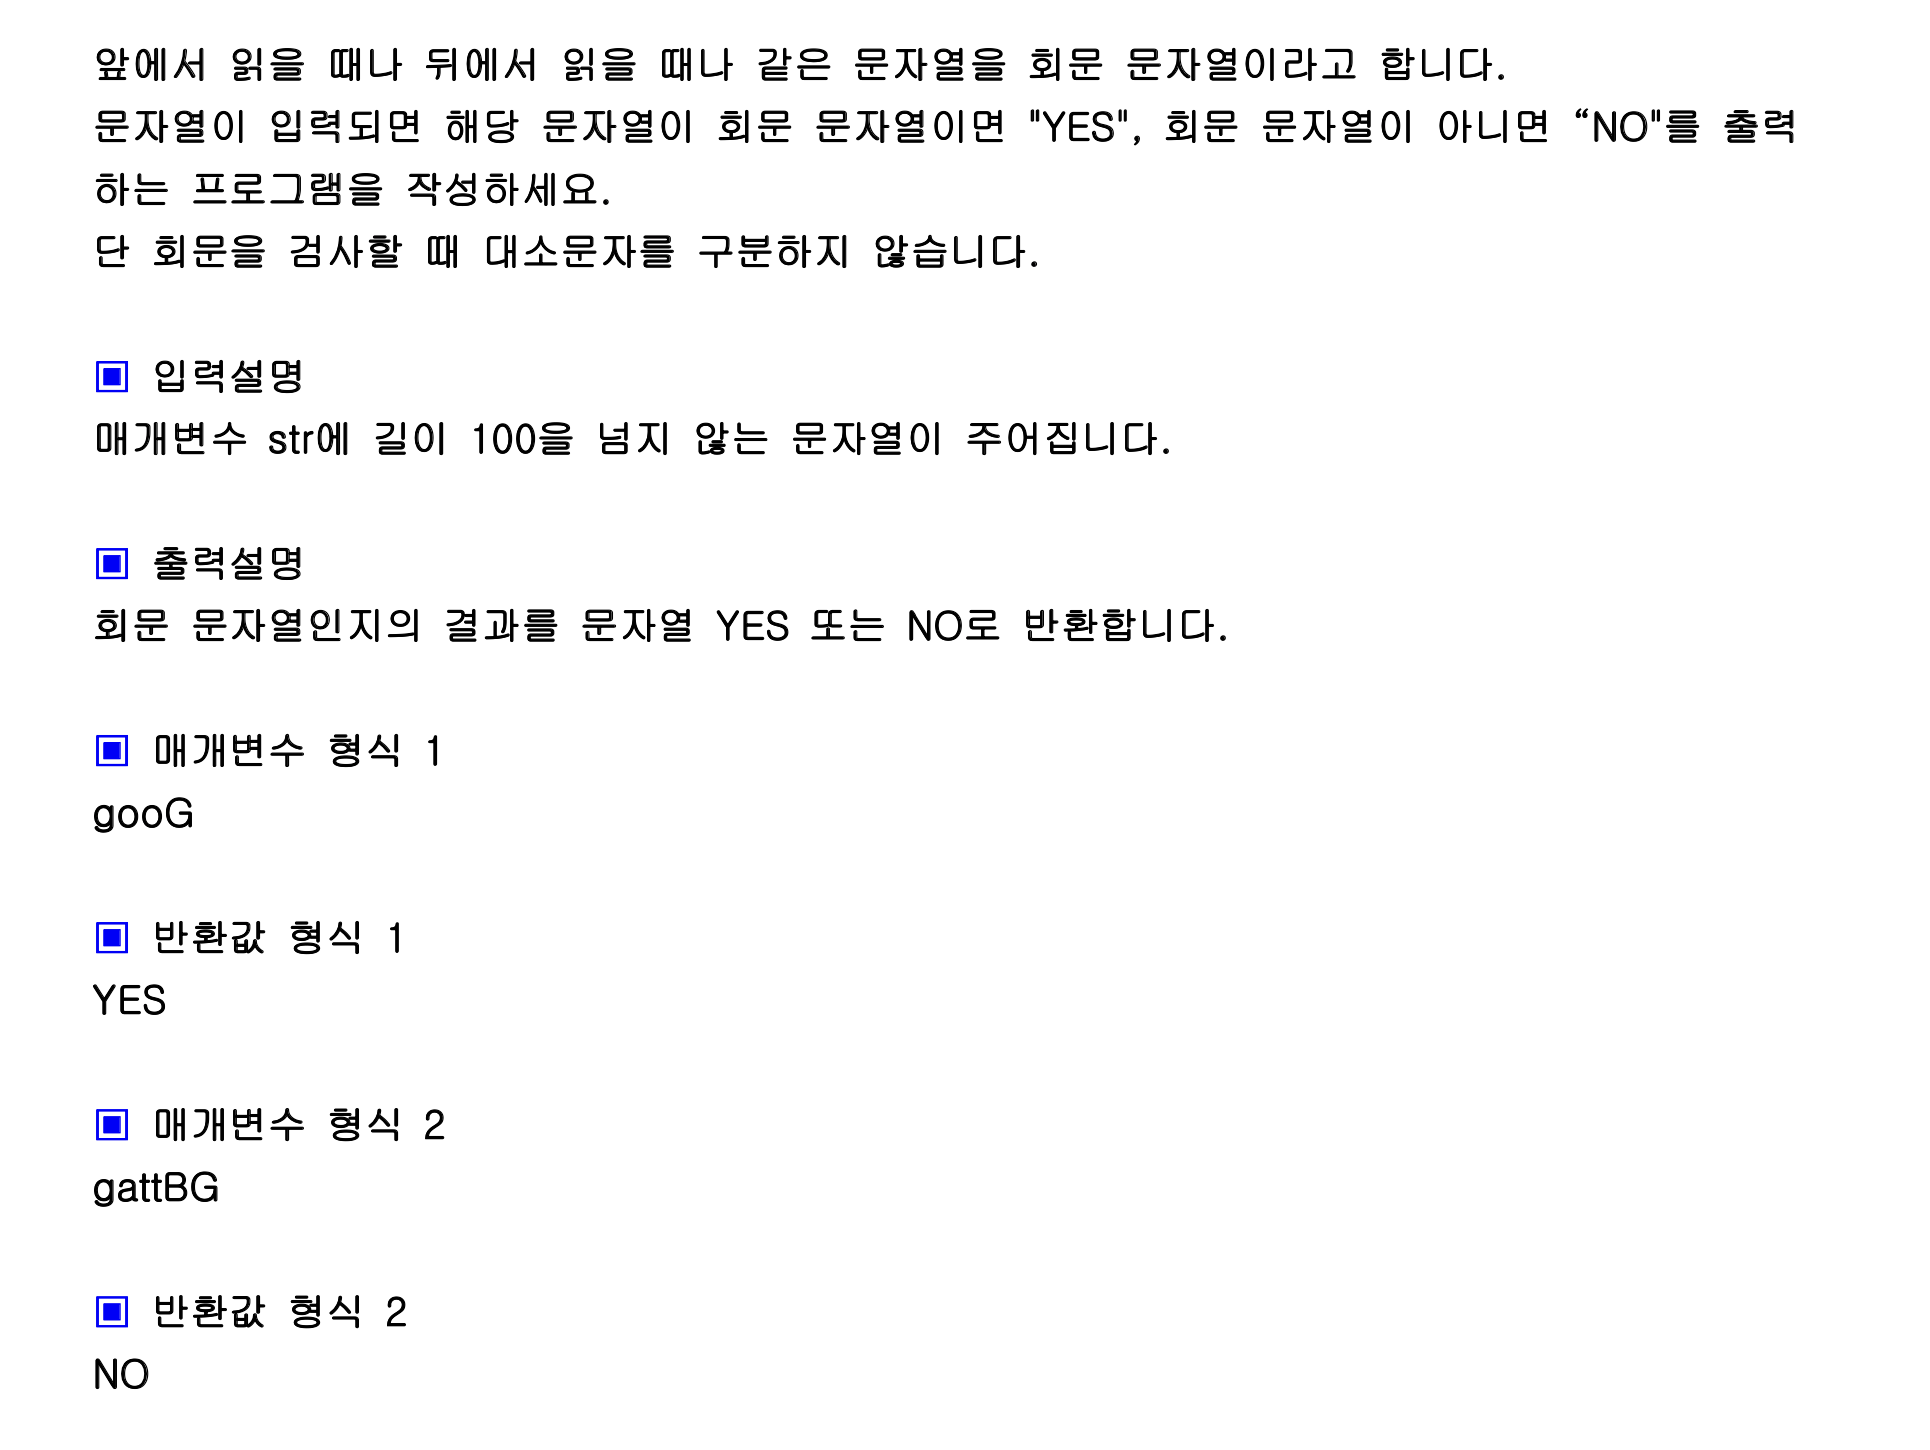 앞에서 읽을 때나 뒤에서 읽을 때나 같은 문자열을 회문 문자열이라고 합니다.
문자열이 입력되면 해당 문자열이 회문 문자열이면 "YES", 회문 문자열이 아니면 “NO"를 출력
하는 프로그램을 작성하세요.
단 회문을 검사할 때 대소문자를 구분하지 않습니다.
▣ 입력설명
매개변수 str에 길이 100을 넘지 않는 문자열이 주어집니다.
▣ 출력설명
회문 문자열인지의 결과를 문자열 YES 또는 NO로 반환합니다.
▣ 매개변수 형식 1
gooG
▣ 반환값 형식 1
YES
▣ 매개변수 형식 2
gattBG
▣ 반환값 형식 2
NO